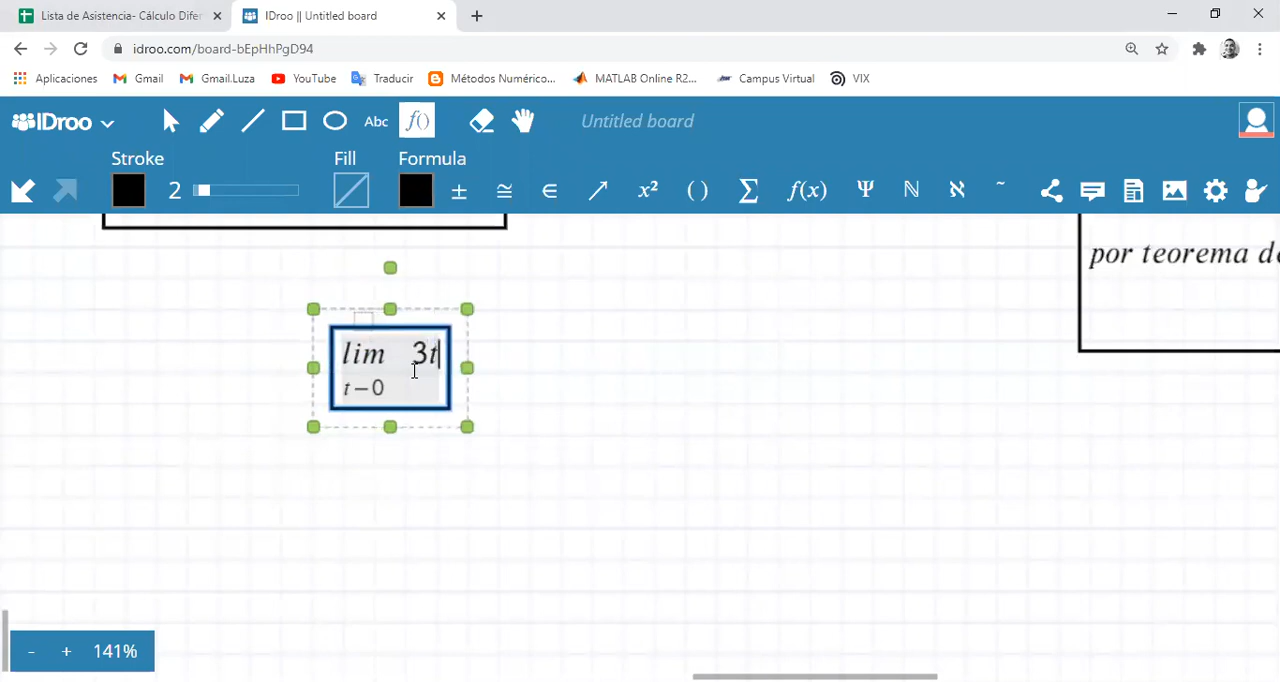 Lista de Asistencia- Cálculo Difer
IDroo || Untitled board
idroo.com/board-bEpHhPgD94
Aplicaciones
Gmail
Gmail.Luza
YouTube
Traducir
Métodos Numérico...
MATLAB Online R2...
Campus Virtual
VIX
IDroo
Abc
f()
Untitled board
Stroke
Fill
Formula
2
± ≅ ∈ x² ( ) ∑ f(x) Ψ ℕ ℵ ~
por teorema de
lim 3t
t − 0
- + 141%